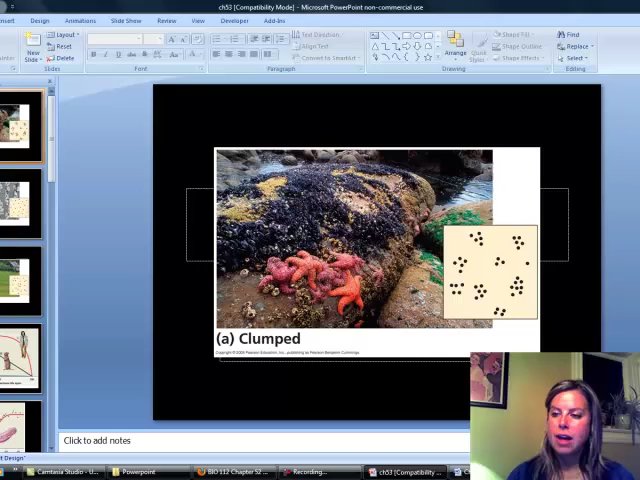 ch53 [Compatibility Mode] - Microsoft PowerPoint non-commercial use
Insert Design Animations Slide Show Review View Developer Add-Ins
New
Slide
Layout
Reset
Delete
Text Direction
Align Text
Convert to SmartArt
Arrange
Quick
Styles
Shape Fill
Shape Outline
Shape Effects
Find
Replace
Select
Slides Font Paragraph Drawing Editing
(a) Clumped
Copyright © 2008 Pearson Education, Inc., publishing as Pearson Benjamin Cummings.
Click to add notes
t Design"
Camtasia Studio - U... Powerpoint BIO 112 Chapter 52 ... Recording... ch53 [Compatibility ...